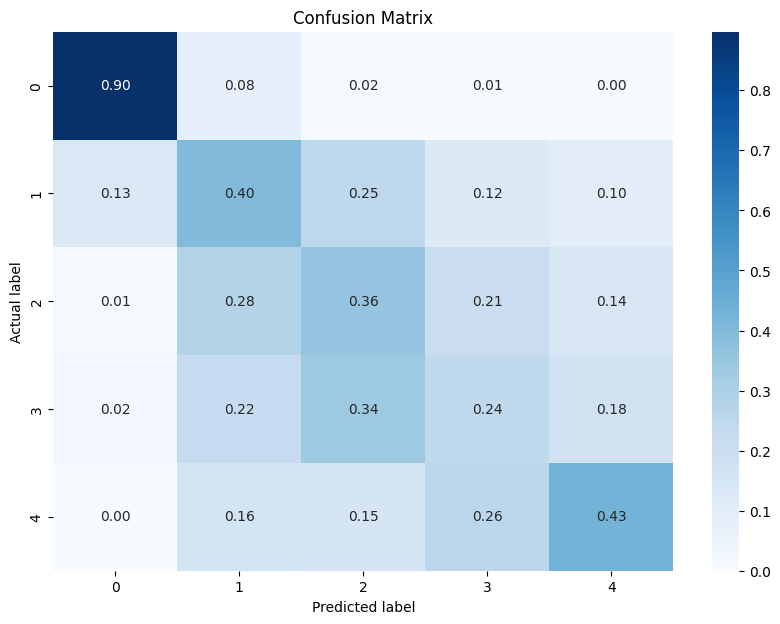 Confusion Matrix
0 0.90 0.08 0.02 0.01 0.00
1 0.13 0.40 0.25 0.12 0.10
2 0.01 0.28 0.36 0.21 0.14
3 0.02 0.22 0.34 0.24 0.18
4 0.00 0.16 0.15 0.26 0.43
0 1 2 3 4
Actual label
Predicted label
0.8
0.7
0.6
0.5
0.4
0.3
0.2
0.1
0.0